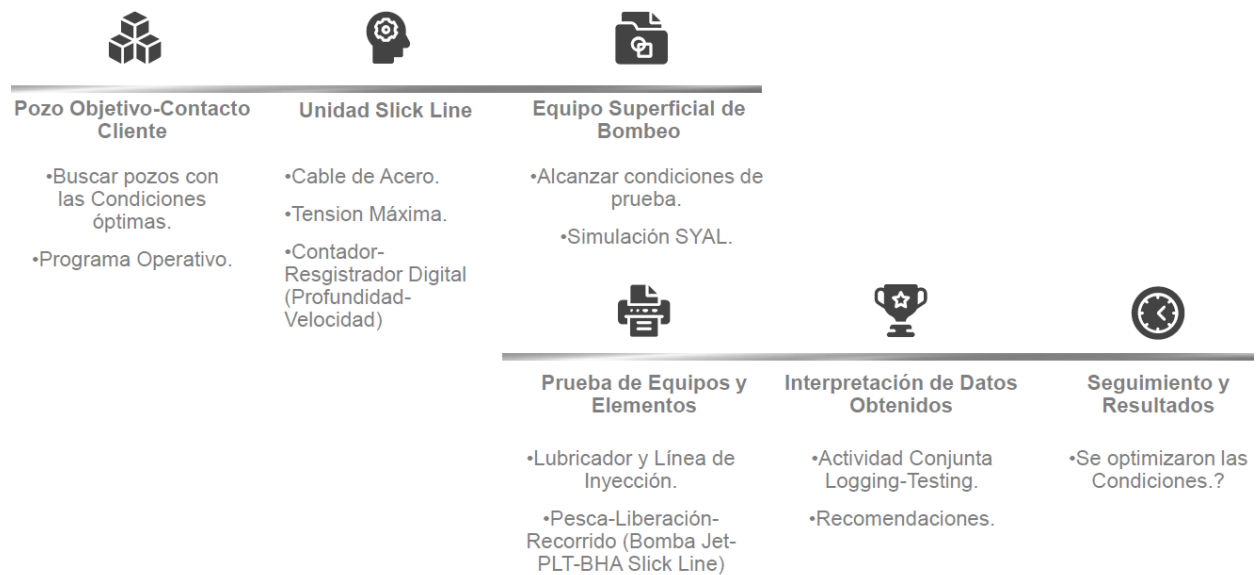 Pozo Objetivo-Contacto
Cliente
•Buscar pozos con
las Condiciones
óptimas.
•Programa Operativo.
Unidad Slick Line
•Cable de Acero.
•Tension Máxima.
•Contador-
Resgistrador Digital
(Profundidad-
Velocidad)
Equipo Superficial de
Bombeo
•Alcanzar condiciones de
prueba.
•Simulación SYAL.
Prueba de Equipos y
Elementos
•Lubricador y Línea de
Inyección.
•Pesca-Liberación-
Recorrido (Bomba Jet-
PLT-BHA Slick Line)
Interpretación de Datos
Obtenidos
•Actividad Conjunta
Logging-Testing.
•Recomendaciones.
Seguimiento y
Resultados
•Se optimizaron las
Condiciones.?